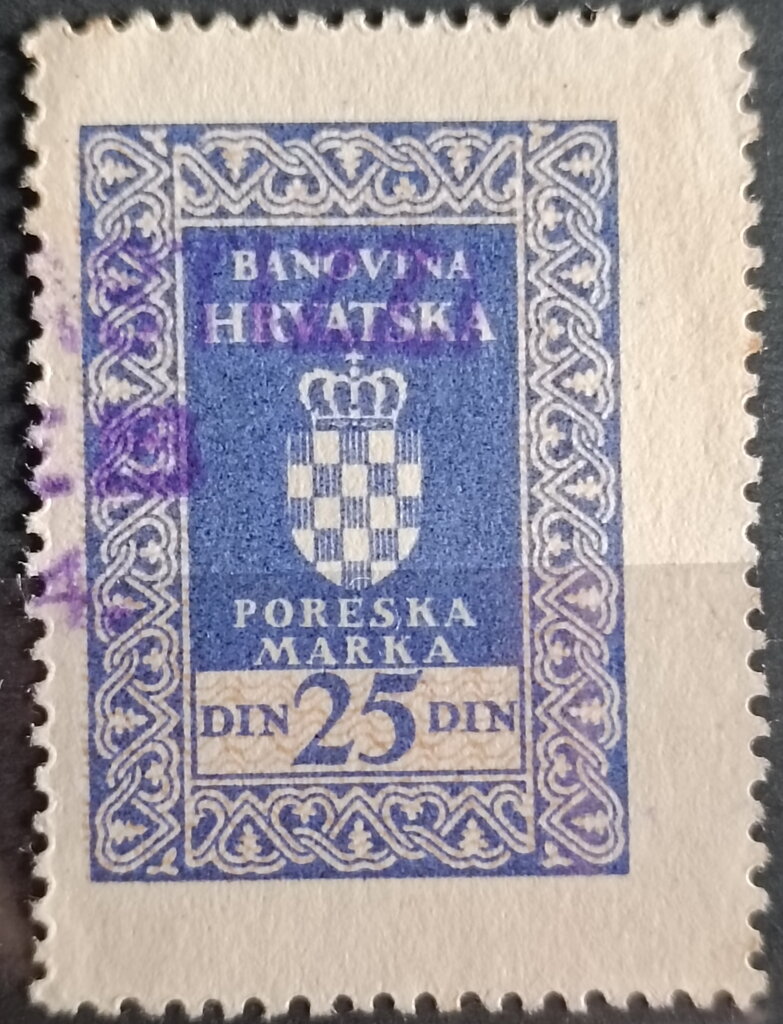 BANOVINA
HRVATSKA
PORESKA
MARKA
DIN 25 DIN